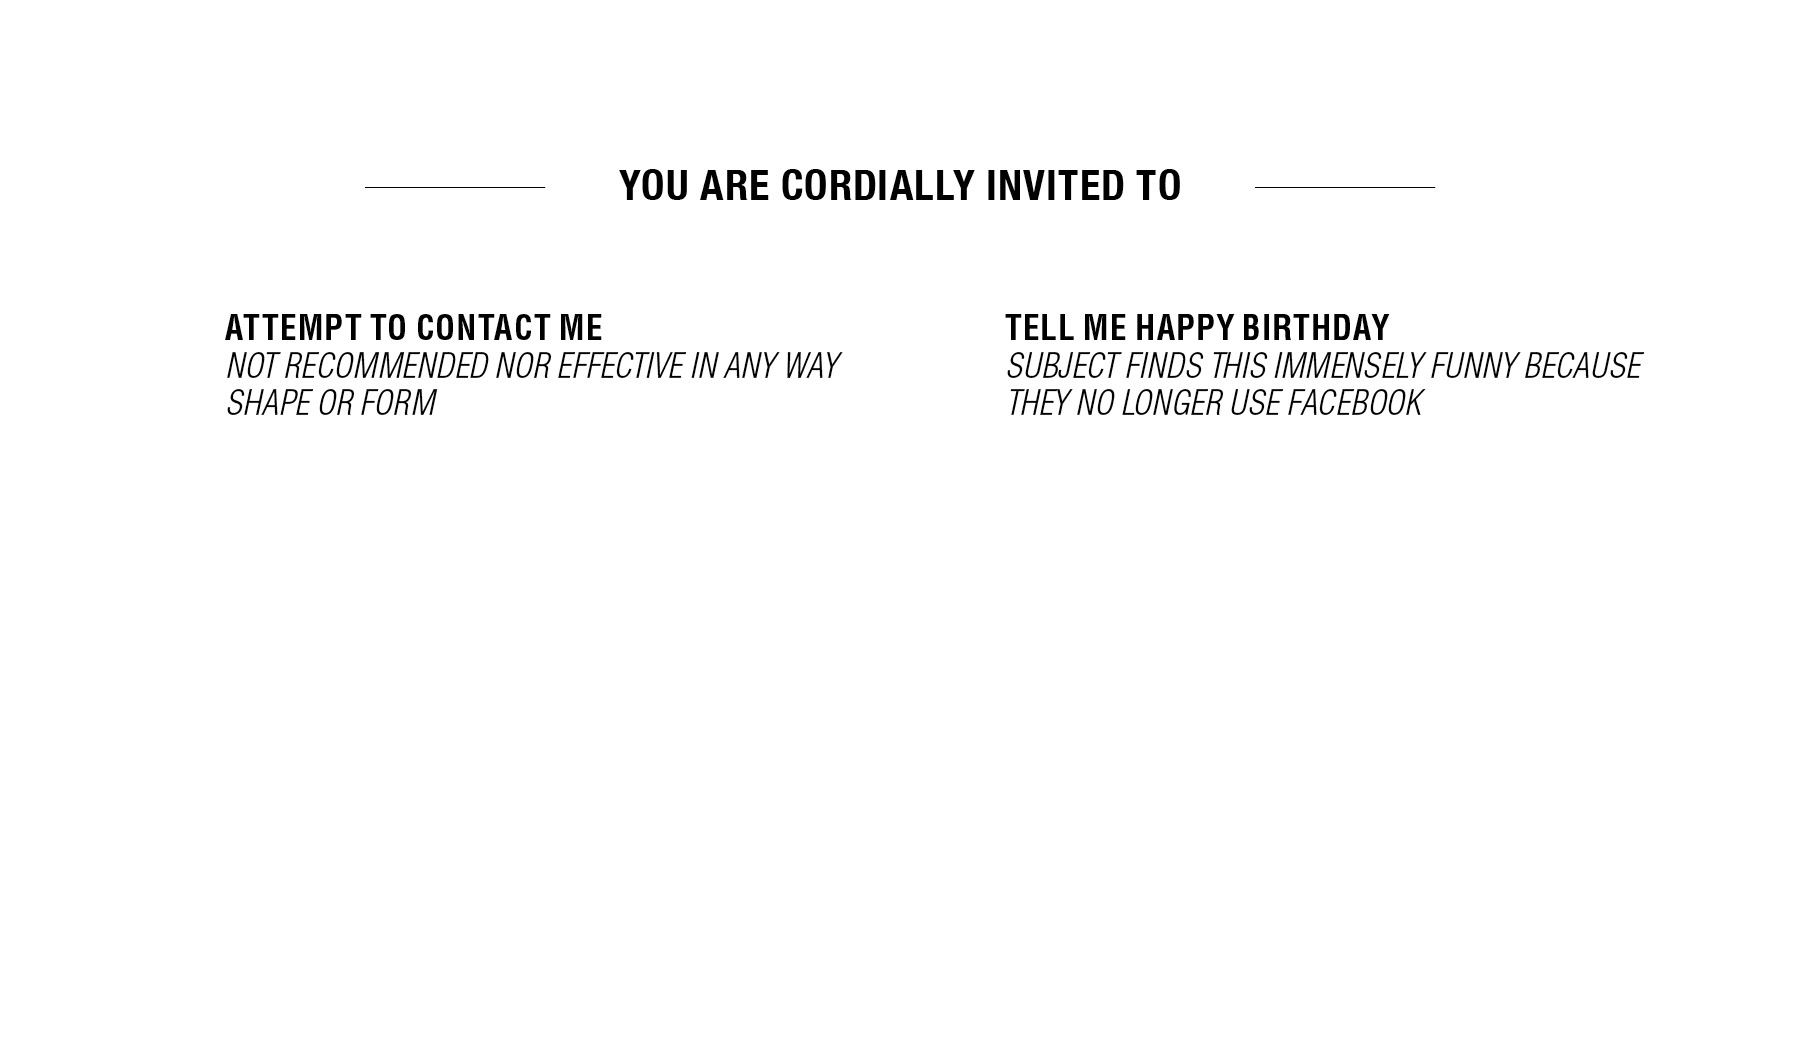 YOU ARE CORDIALLY INVITED TO
ATTEMPT TO CONTACT ME
NOT RECOMMENDED NOR EFFECTIVE IN ANY WAY
SHAPE OR FORM
TELL ME HAPPY BIRTHDAY
SUBJECT FINDS THIS IMMENSELY FUNNY BECAUSE
THEY NO LONGER USE FACEBOOK